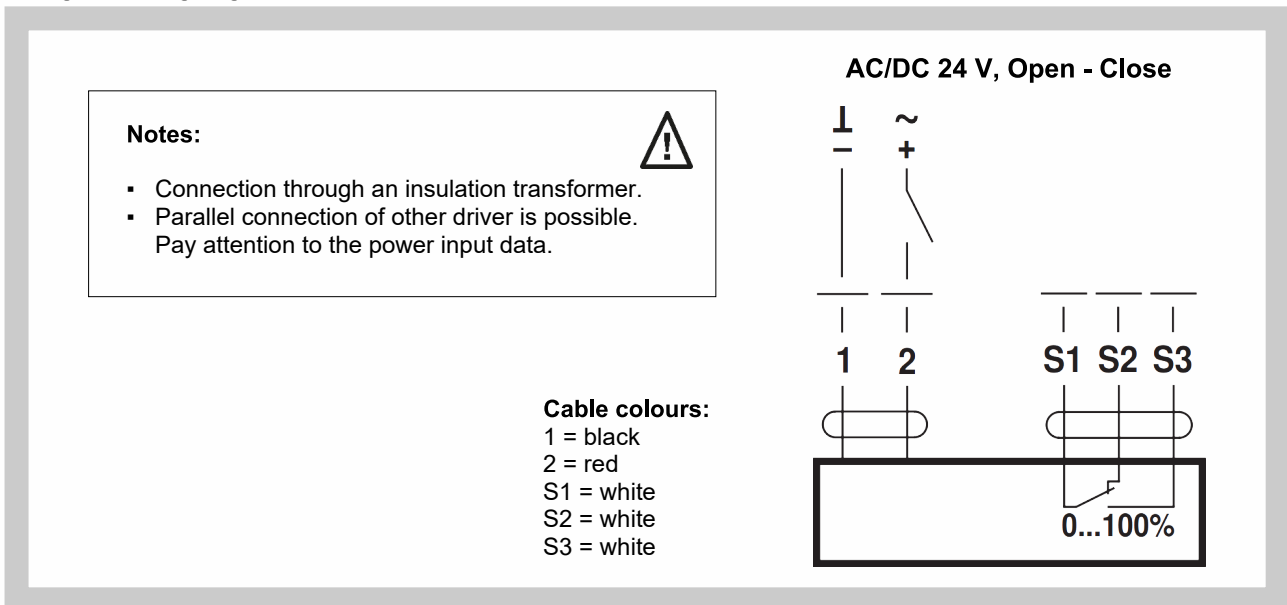 AC/DC 24 V, Open - Close
Notes:
▪ Connection through an insulation transformer.
▪ Parallel connection of other driver is possible.
Pay attention to the power input data.
⊥ ~
– +
1 2 S1 S2 S3
Cable colours:
1 = black
2 = red
S1 = white
S2 = white
S3 = white
0...100%